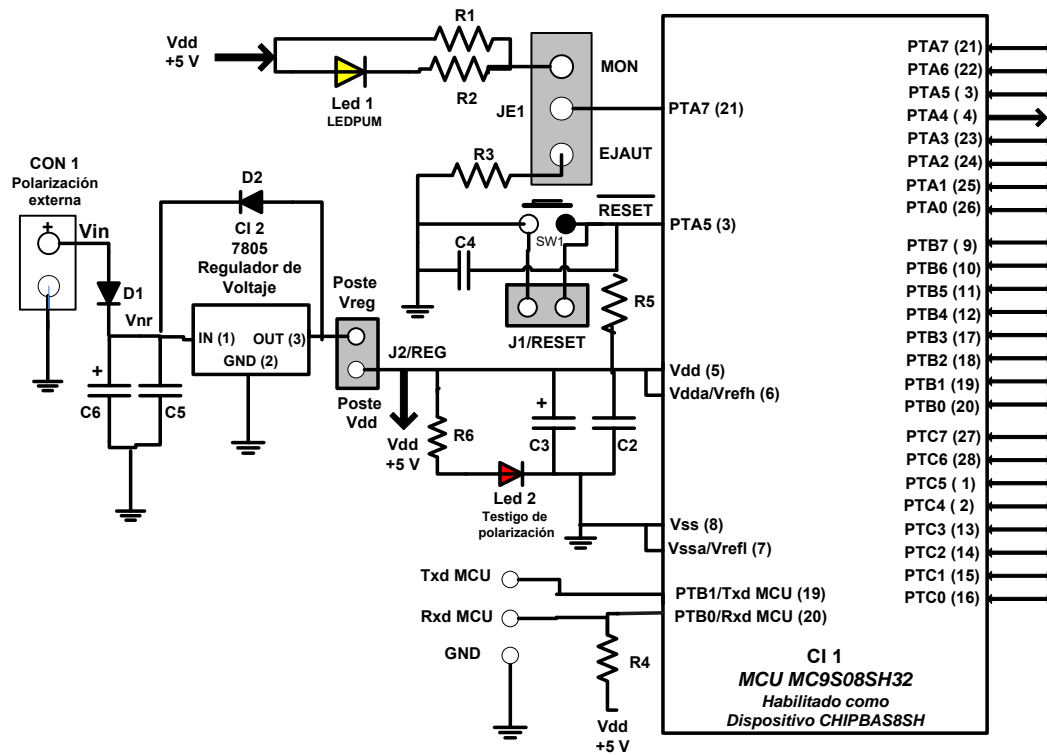 R1
Vdd
+5 V
R2
Led 1
LEDPUM
MON
JE1
EJAUT
PTA7 (21)
R3
RESET
SW1
PTA5 (3)
C4
J1/RESET
R5
CON 1
Polarización
externa
+
Vin
D2
CI 2
7805
Regulador de
Voltaje
D1
Vnr
IN (1)
OUT (3)
GND (2)
+
C6
C5
Poste
Vreg
J2/REG
Poste
Vdd
Vdd
+5 V
R6
+
C3
C2
Led 2
Testigo de
polarización
Vdd (5)
Vdda/Vrefh (6)
Vss (8)
Vssa/Vrefl (7)
Txd MCU
PTB1/Txd MCU (19)
Rxd MCU
PTB0/Rxd MCU (20)
GND
R4
Vdd
+5 V
PTA7 (21)
PTA6 (22)
PTA5 ( 3)
PTA4 ( 4)
PTA3 (23)
PTA2 (24)
PTA1 (25)
PTA0 (26)
PTB7 ( 9)
PTB6 (10)
PTB5 (11)
PTB4 (12)
PTB3 (17)
PTB2 (18)
PTB1 (19)
PTB0 (20)
PTC7 (27)
PTC6 (28)
PTC5 ( 1)
PTC4 ( 2)
PTC3 (13)
PTC2 (14)
PTC1 (15)
PTC0 (16)
CI 1
MCU MC9S08SH32
Habilitado como
Dispositivo CHIPBAS8SH